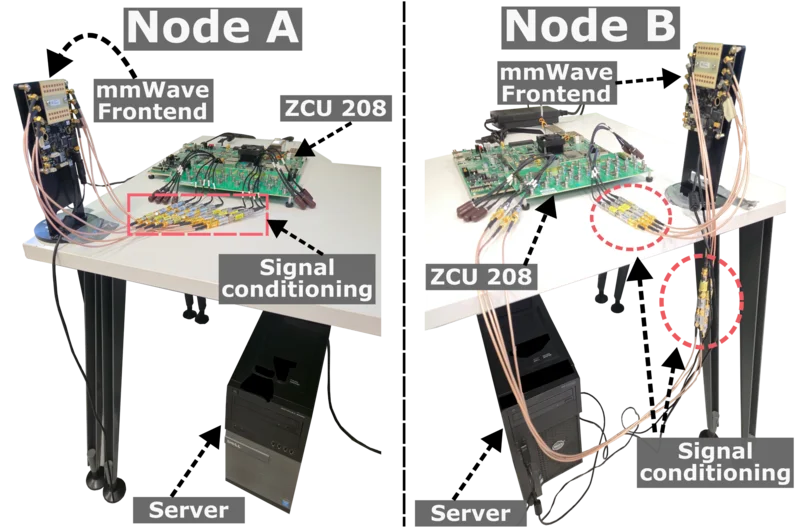 Node A
mmWave
Frontend
ZCU 208
Signal
conditioning
Server
Node B
mmWave
Frontend
ZCU 208
Signal
conditioning
Server